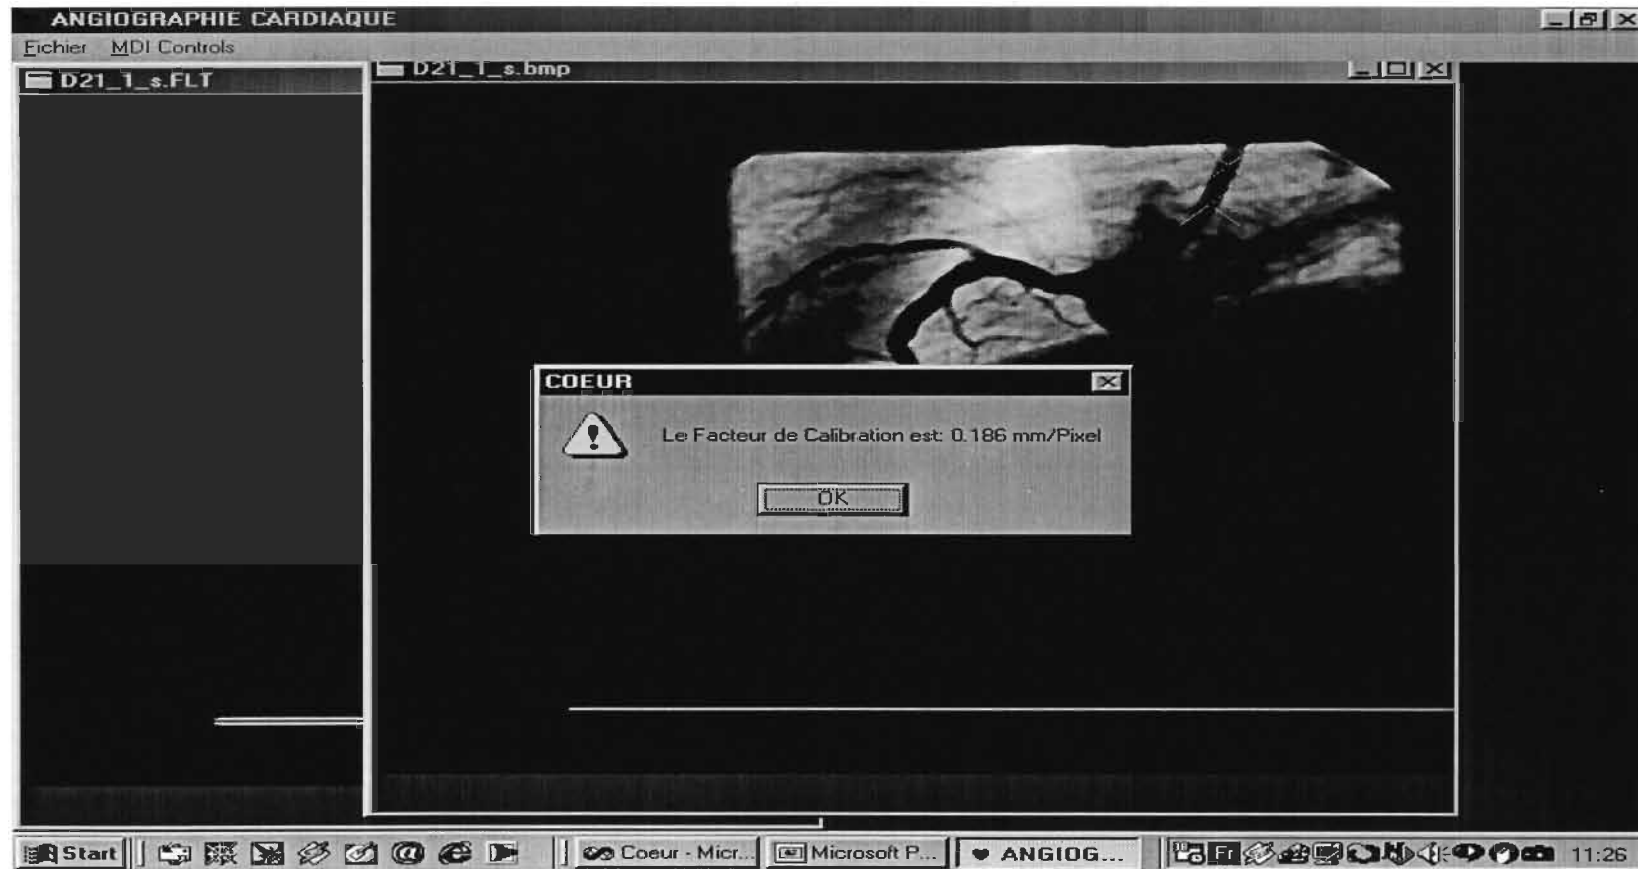 ANGIOGRAPHIE CARDIAQUE
Fichier MDI Controls
D21_1_s.FLT
D21_1_s.bmp
COEUR
Le Facteur de Calibration est: 0.186 mm/Pixel
OK
Start
Coeur - Micr...
Microsoft P...
ANGIOG...
Fr
11:26